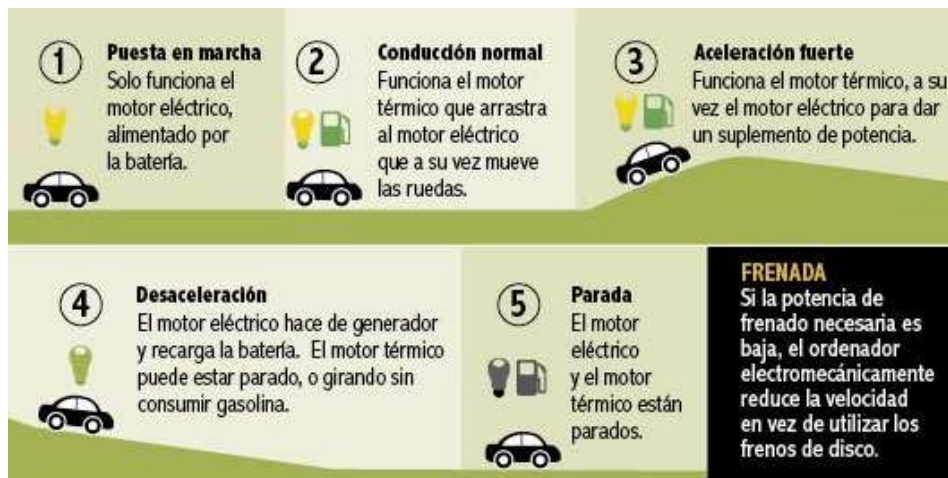 1
Puesta en marcha
Solo funciona el
motor eléctrico,
alimentado por
la batería.
2
Conducción normal
Funciona el motor
térmico que arrastra
al motor eléctrico
que a su vez mueve
las ruedas.
3
Aceleración fuerte
Funciona el motor térmico, a su
vez el motor eléctrico para dar
un suplemento de potencia.
4
Desaceleración
El motor eléctrico hace de generador
y recarga la batería. El motor térmico
puede estar parado, o girando sin
consumir gasolina.
5
Parada
El motor
eléctrico
y el motor
térmico están
parados.
FRENADA
Si la potencia de
frenado necesaria es
baja, el ordenador
electromecánicamente
reduce la velocidad
en vez de utilizar los
frenos de disco.